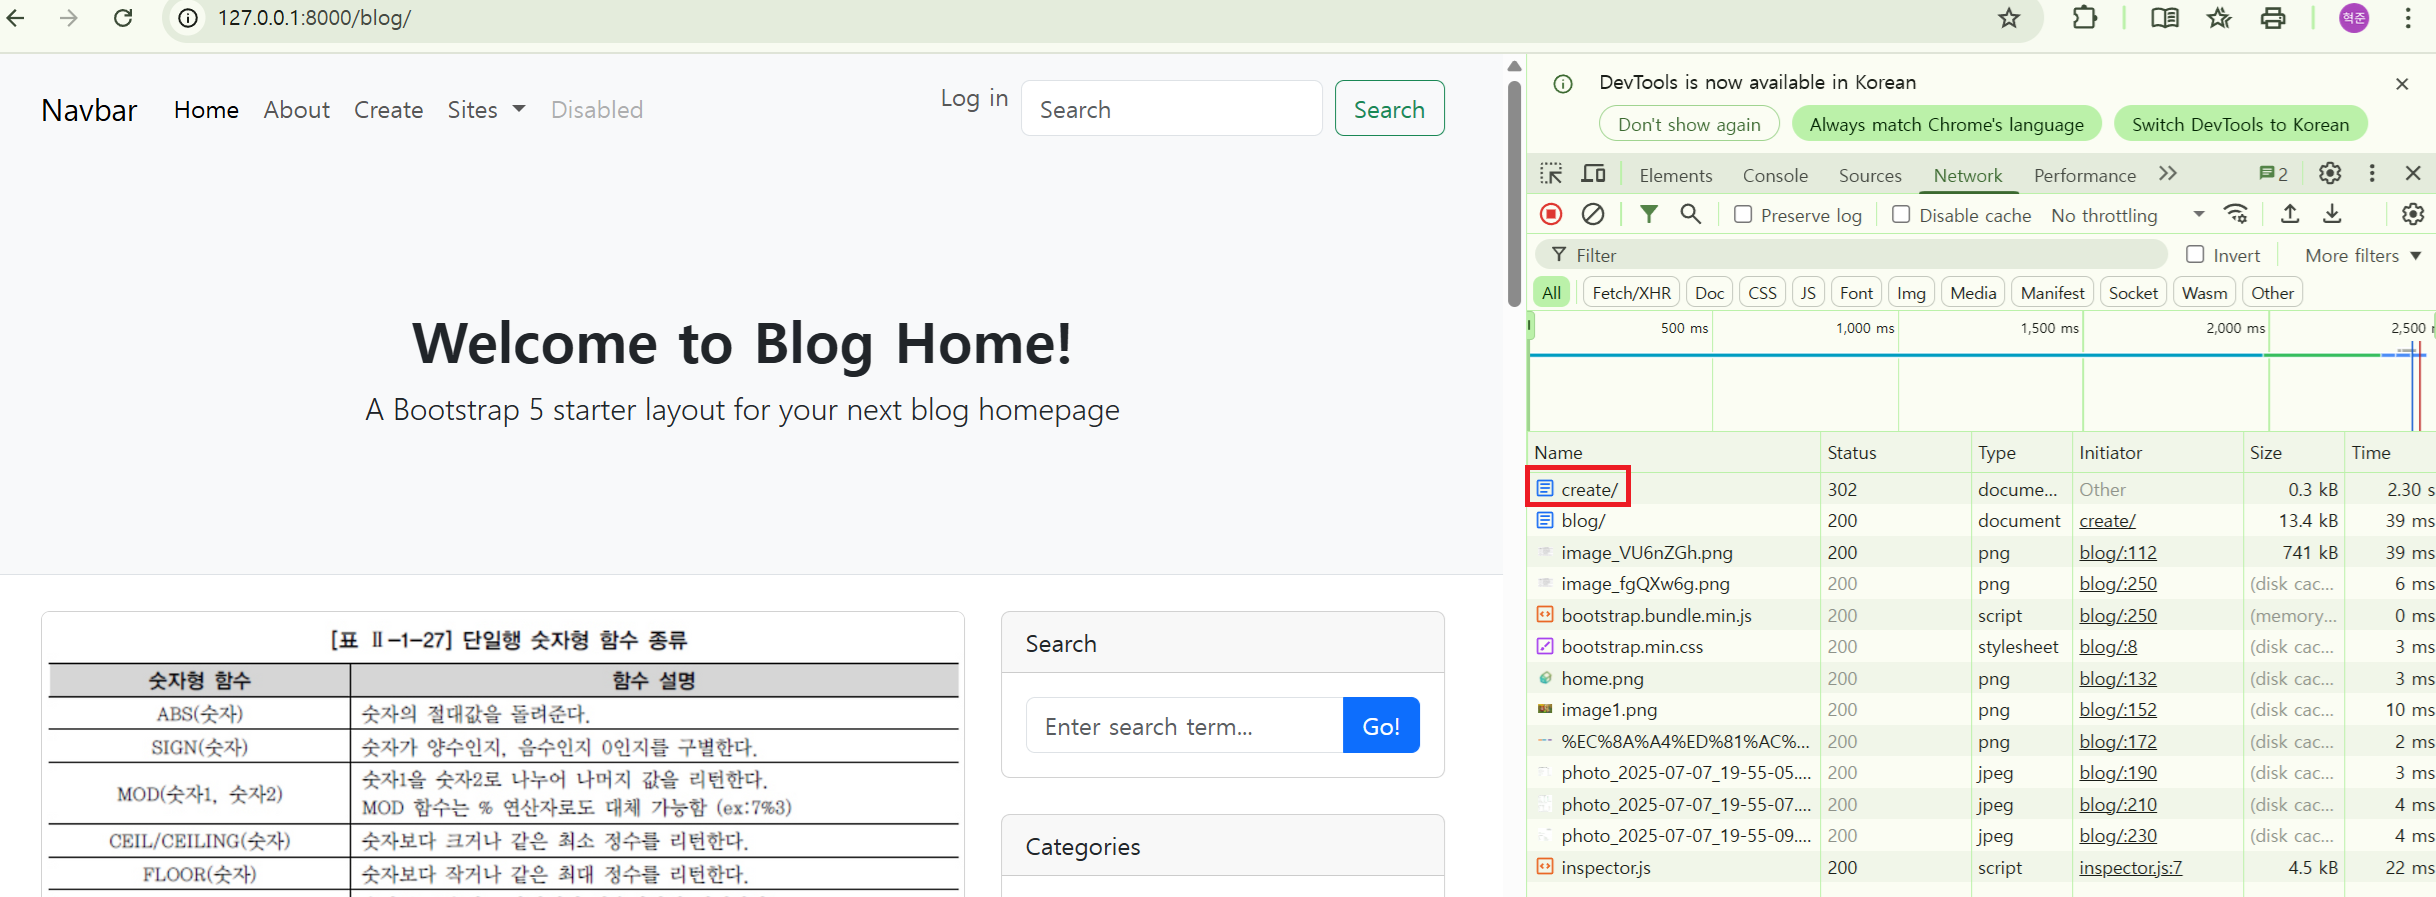 127.0.0.1:8000/blog/
혁준
Navbar Home About Create Sites Disabled Log in Search Search
Welcome to Blog Home!
A Bootstrap 5 starter layout for your next blog homepage
[표 Ⅱ-1-27] 단일행 숫자형 함수 종류
숫자형 함수 함수 설명
ABS(숫자) 숫자의 절대값을 돌려준다.
SIGN(숫자) 숫자가 양수인지, 음수인지 0인지를 구별한다.
MOD(숫자1, 숫자2) 숫자1을 숫자2로 나누어 나머지 값을 리턴한다.
MOD 함수는 % 연산자로도 대체 가능함 (ex:7%3)
CEIL/CEILING(숫자) 숫자보다 크거나 같은 최소 정수를 리턴한다.
FLOOR(숫자) 숫자보다 작거나 같은 최대 정수를 리턴한다.
Search
Enter search term... Go!
Categories
DevTools is now available in Korean
Don't show again Always match Chrome's language Switch DevTools to Korean
Elements Console Sources Network Performance 2
Preserve log Disable cache No throttling
Filter Invert More filters
All Fetch/XHR Doc CSS JS Font Img Media Manifest Socket Wasm Other
500 ms 1,000 ms 1,500 ms 2,000 ms 2,500
Name Status Type Initiator Size Time
create/ 302 docume... Other 0.3 kB 2.30 s
blog/ 200 document create/ 13.4 kB 39 ms
image_VU6nZGh.png 200 png blog/:112 741 kB 39 ms
image_fgQXw6g.png 200 png blog/:250 (disk cac... 6 ms
bootstrap.bundle.min.js 200 script blog/:250 (memory... 0 ms
bootstrap.min.css 200 stylesheet blog/:8 (disk cac... 3 ms
home.png 200 png blog/:132 (disk cac... 3 ms
image1.png 200 png blog/:152 (disk cac... 10 ms
%EC%8A%A4%ED%81%AC%... 200 png blog/:172 (disk cac... 2 ms
photo_2025-07-07_19-55-05.... 200 jpeg blog/:190 (disk cac... 3 ms
photo_2025-07-07_19-55-07.... 200 jpeg blog/:210 (disk cac... 4 ms
photo_2025-07-07_19-55-09.... 200 jpeg blog/:230 (disk cac... 4 ms
inspector.js 200 script inspector.js:7 4.5 kB 22 ms